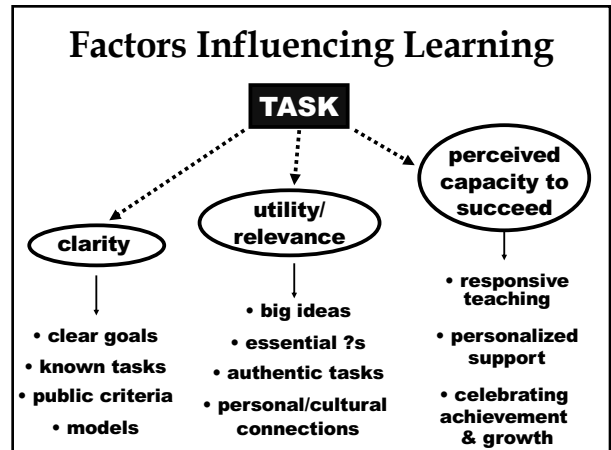 Factors Influencing Learning
TASK
clarity
• clear goals
• known tasks
• public criteria
• models
utility/
relevance
• big ideas
• essential ?s
• authentic tasks
• personal/cultural
connections
perceived
capacity to
succeed
• responsive
teaching
• personalized
support
• celebrating
achievement
& growth